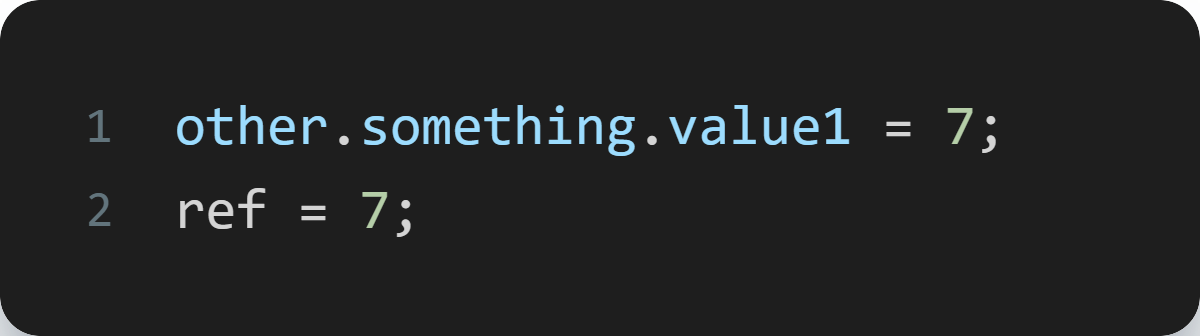 1 other.something.value1 = 7;
2 ref = 7;